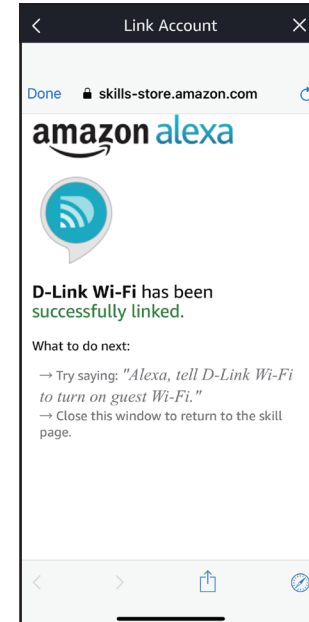 Link Account
Done skills-store.amazon.com
amazon alexa
D-Link Wi-Fi has been
successfully linked.
What to do next:
→ Try saying: "Alexa, tell D-Link Wi-Fi
to turn on guest Wi-Fi."
→ Close this window to return to the skill
page.